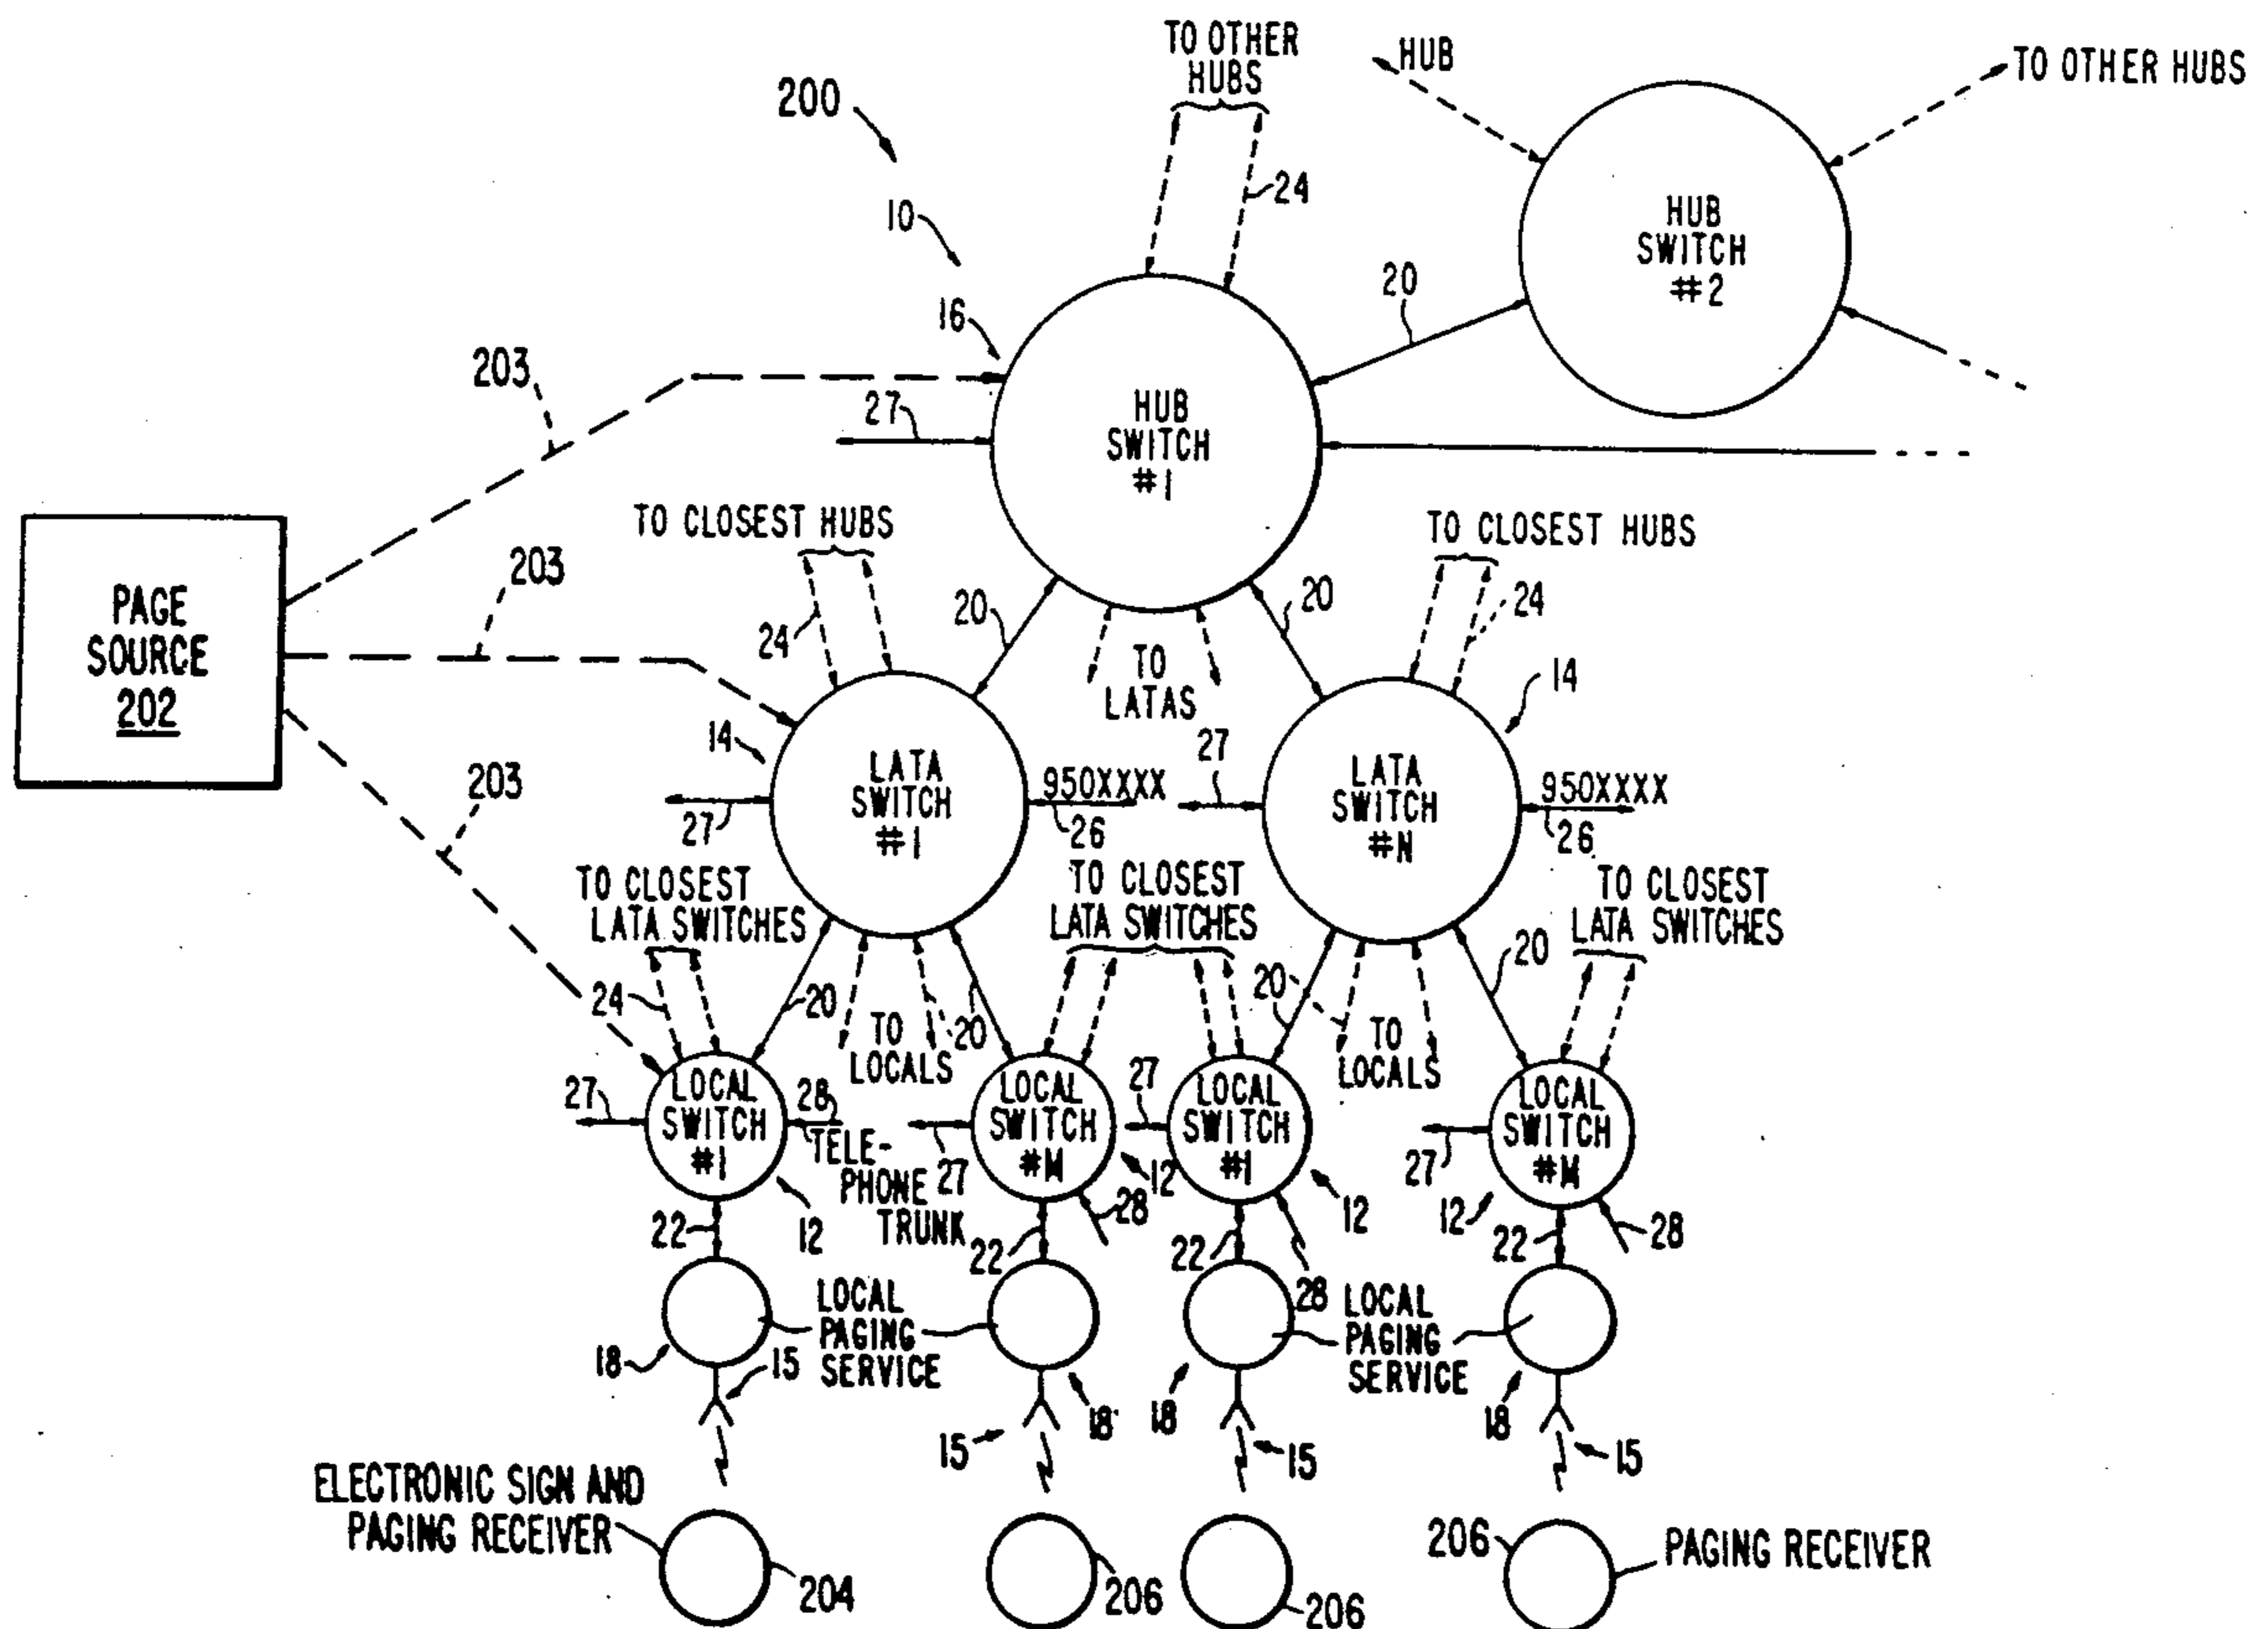 TO OTHER
HUBS
HUB
TO OTHER HUBS
200
24
10
HUB
SWITCH
#2
20
16
203
27
HUB
SWITCH
#1
TO CLOSEST HUBS
TO CLOSEST HUBS
203
PAGE
SOURCE
202
24
20
20
24
TO
LATAS
14
14
203
27
LATA
SWITCH
#1
950XXXX
26
27
LATA
SWITCH
#N
950XXXX
26
TO CLOSEST
LATA SWITCHES
TO CLOSEST
LATA SWITCHES
TO CLOSEST
LATA SWITCHES
24
20
20
20
20
TO
LOCALS
TO
LOCALS
27
LOCAL
SWITCH
#1
28
TELE-
PHONE
TRUNK
27
LOCAL
SWITCH
#M
27
LOCAL
SWITCH
#1
27
LOCAL
SWITCH
#M
12
12
12
12
28
28
28
22
22
22
22
LOCAL
PAGING
SERVICE
LOCAL
PAGING
SERVICE
18
15
18
15
18
15
18
15
ELECTRONIC SIGN AND
PAGING RECEIVER
204
206
206
206
PAGING RECEIVER